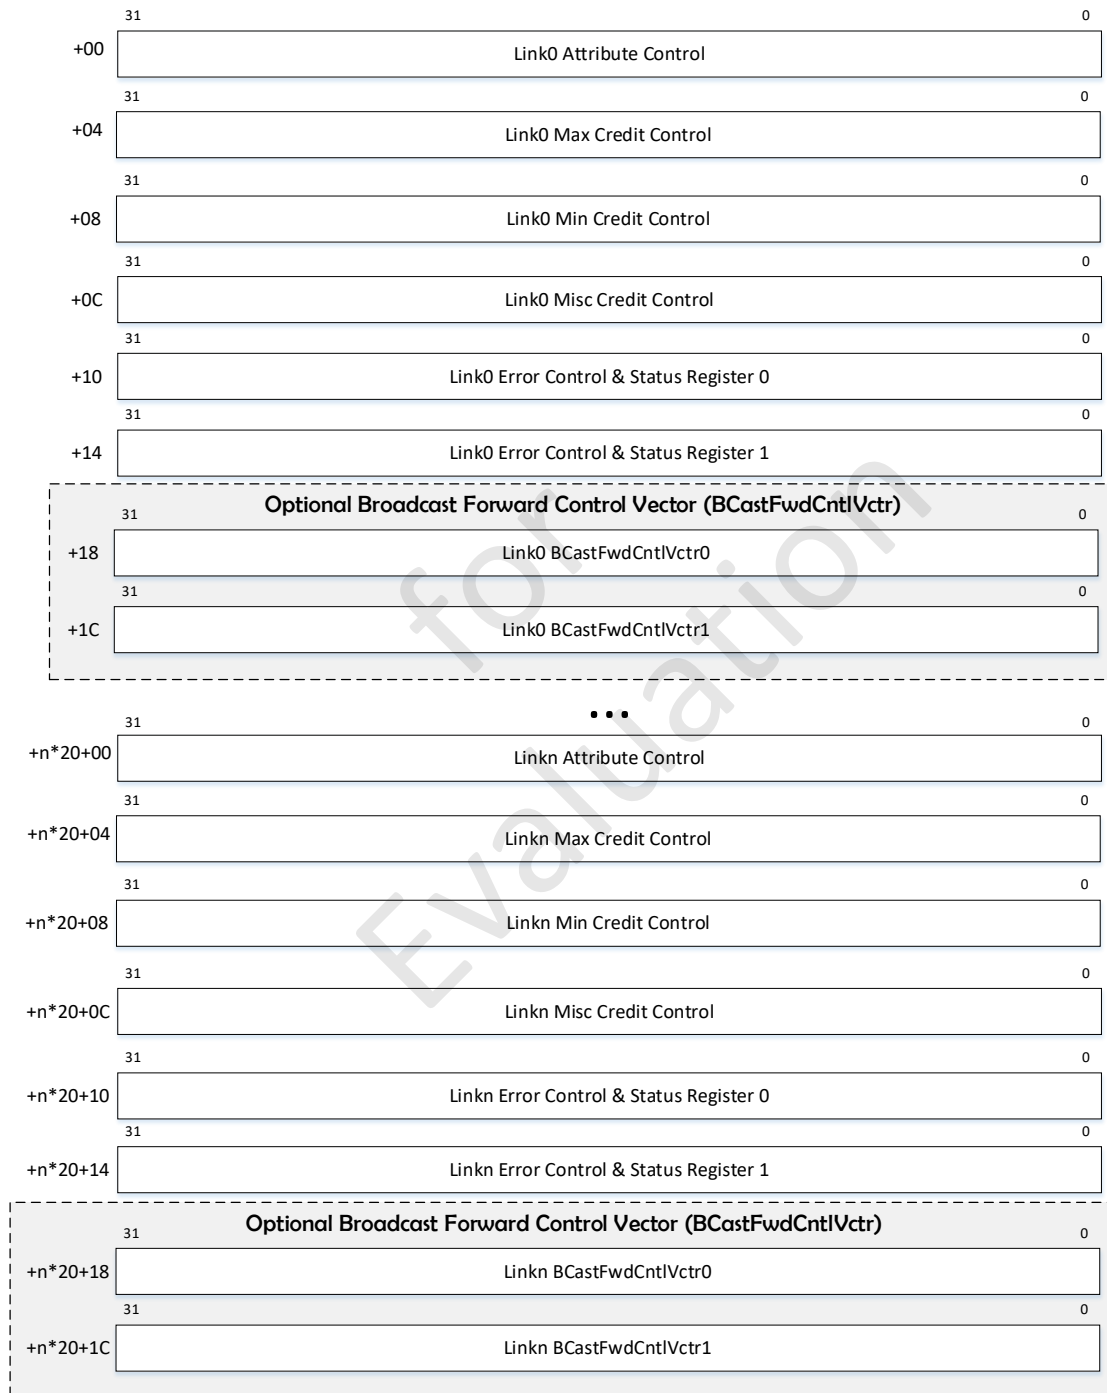 31 0
+00 Link0 Attribute Control
31 0
+04 Link0 Max Credit Control
31 0
+08 Link0 Min Credit Control
31 0
+0C Link0 Misc Credit Control
31 0
+10 Link0 Error Control & Status Register 0
31 0
+14 Link0 Error Control & Status Register 1
Optional Broadcast Forward Control Vector (BCastFwdCntlVctr)
31 0
+18 Link0 BCastFwdCntlVctr0
31 0
+1C Link0 BCastFwdCntlVctr1
...
31 0
+n*20+00 Linkn Attribute Control
31 0
+n*20+04 Linkn Max Credit Control
31 0
+n*20+08 Linkn Min Credit Control
31 0
+n*20+0C Linkn Misc Credit Control
31 0
+n*20+10 Linkn Error Control & Status Register 0
31 0
+n*20+14 Linkn Error Control & Status Register 1
Optional Broadcast Forward Control Vector (BCastFwdCntlVctr)
31 0
+n*20+18 Linkn BCastFwdCntlVctr0
31 0
+n*20+1C Linkn BCastFwdCntlVctr1
for
Evaluation